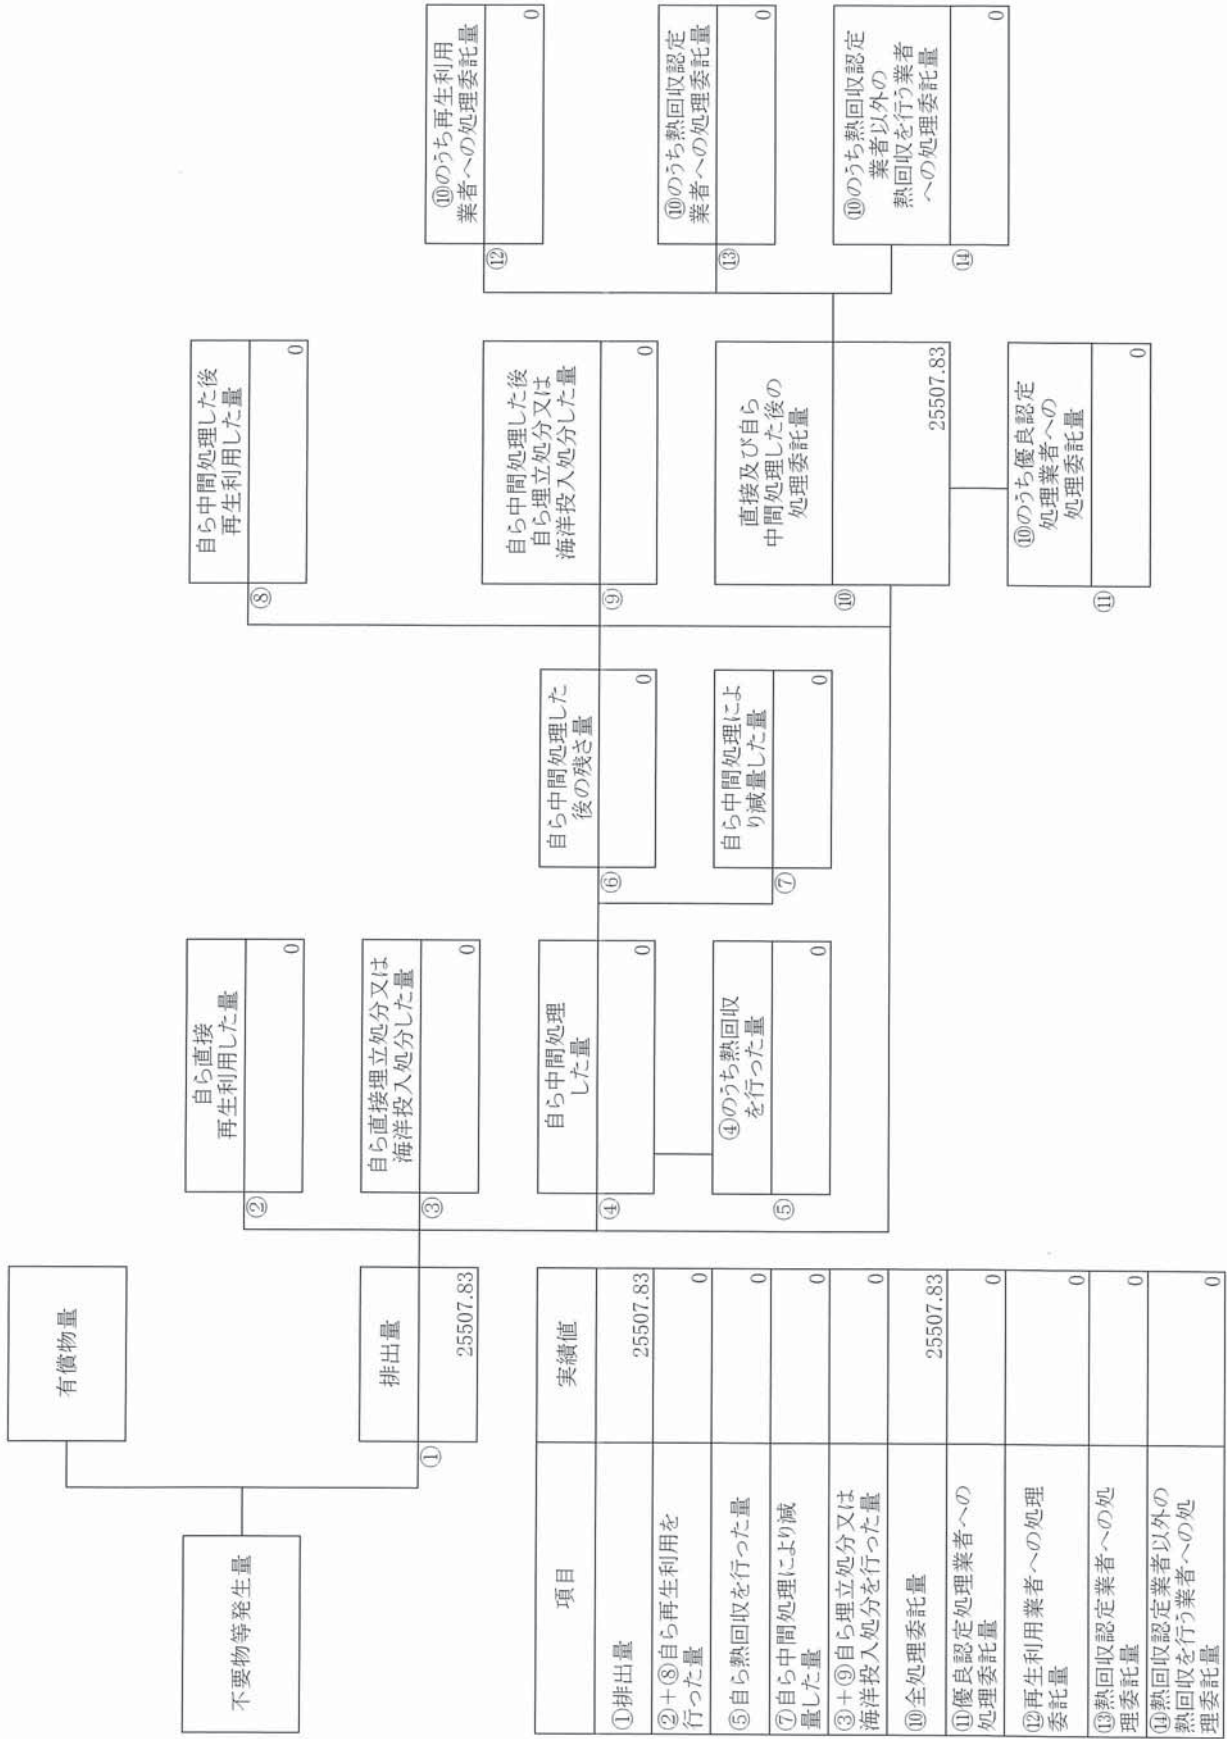 不要物等発生量
有償物量
排出量
①
25507.83
自ら直接
再生利用した量
②
0
自ら直接埋立処分又は
海洋投入処分した量
③
0
自ら中間処理
した量
④
0
④のうち熱回収
を行った量
⑤
0
自ら中間処理した
後の残さ量
⑥
0
自ら中間処理によ
り減量した量
⑦
0
自ら中間処理した後
再生利用した量
⑧
0
自ら中間処理した後
自ら埋立処分又は
海洋投入処分した量
⑨
0
直接及び自ら
中間処理した後の
処理委託量
⑩
25507.83
⑩のうち優良認定
処理業者への
処理委託量
⑪
0
⑩のうち再生利用
業者への処理委託量
⑫
0
⑩のうち熱回収認定
業者への処理委託量
⑬
0
⑩のうち熱回収認定
業者以外の
熱回収を行う業者
への処理委託量
⑭
0
項目 実績値
①排出量 25507.83
②+⑧自ら再生利用を
行った量 0
⑤自ら熱回収を行った量 0
⑦自ら中間処理により減
量した量 0
③+⑨自ら埋立処分又は
海洋投入処分を行った量 0
⑩全処理委託量 25507.83
⑪優良認定処理業者への
処理委託量 0
⑫再生利用業者への処理
委託量 0
⑬熱回収認定業者への処
理委託量 0
⑭熱回収認定業者以外の
熱回収を行う業者への処
理委託量 0